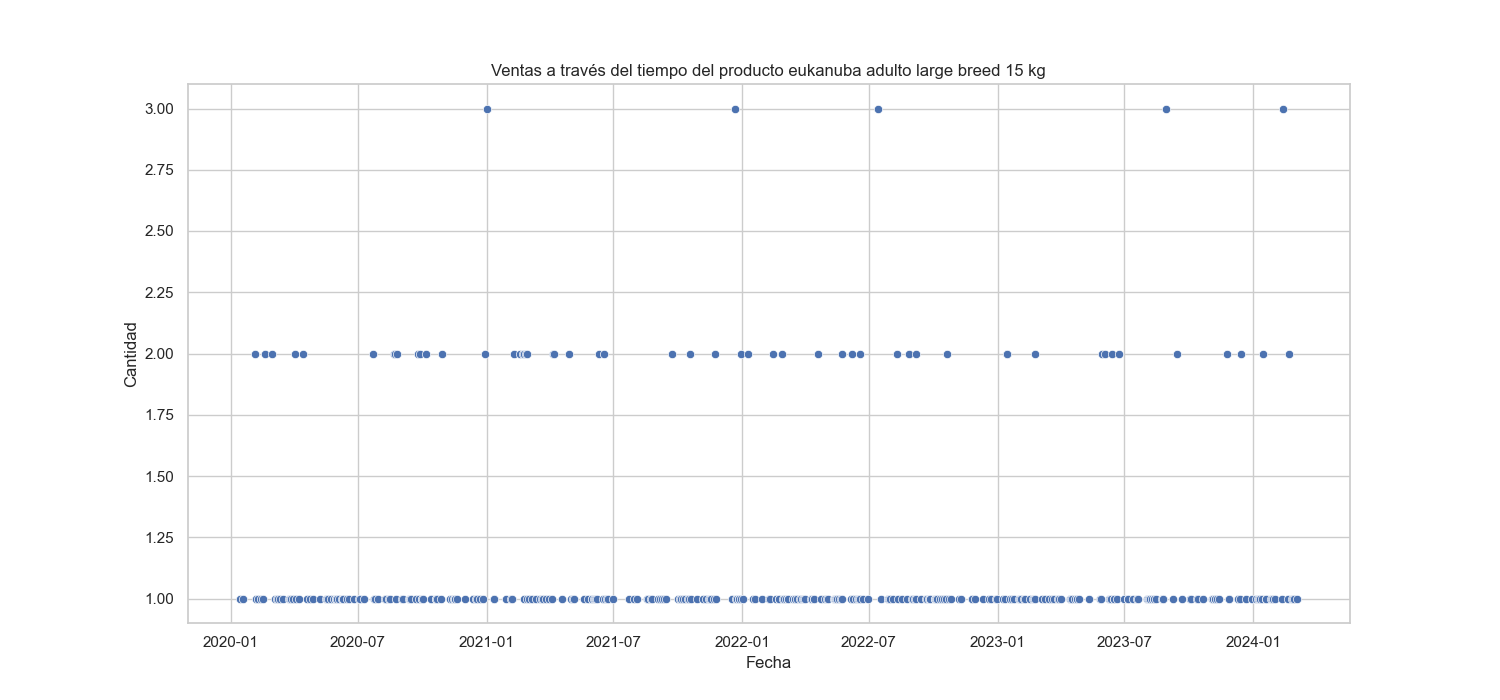 Ventas a través del tiempo del producto eukanuba adulto large breed 15 kg
3.00
2.75
2.50
2.25
2.00
1.75
1.50
1.25
1.00
Cantidad
2020-01 2020-07 2021-01 2021-07 2022-01 2022-07 2023-01 2023-07 2024-01
Fecha